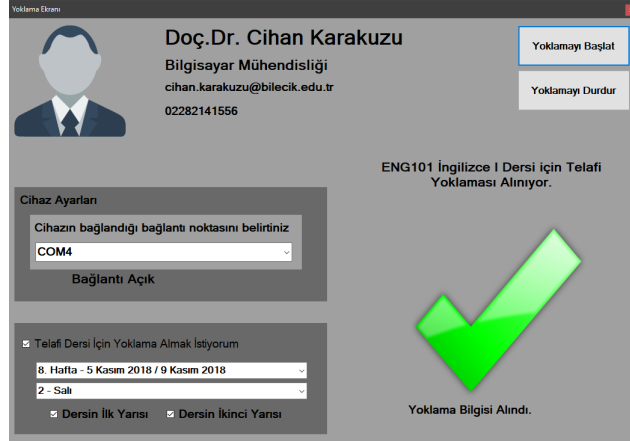 Yoklama Ekranı
Doç.Dr. Cihan Karakuzu
Bilgisayar Mühendisliği
cihan.karakuzu@bilecik.edu.tr
02282141556
Yoklamayı Başlat
Yoklamayı Durdur
ENG101 İngilizce I Dersi için Telafi
Yoklaması Alınıyor.
Cihaz Ayarları
Cihazın bağlandığı bağlantı noktasını belirtiniz
COM4
Bağlantı Açık
Telafi Dersi İçin Yoklama Almak İstiyorum
8. Hafta - 5 Kasım 2018 / 9 Kasım 2018
2 - Salı
Dersin İlk Yarısı Dersin İkinci Yarısı
Yoklama Bilgisi Alındı.